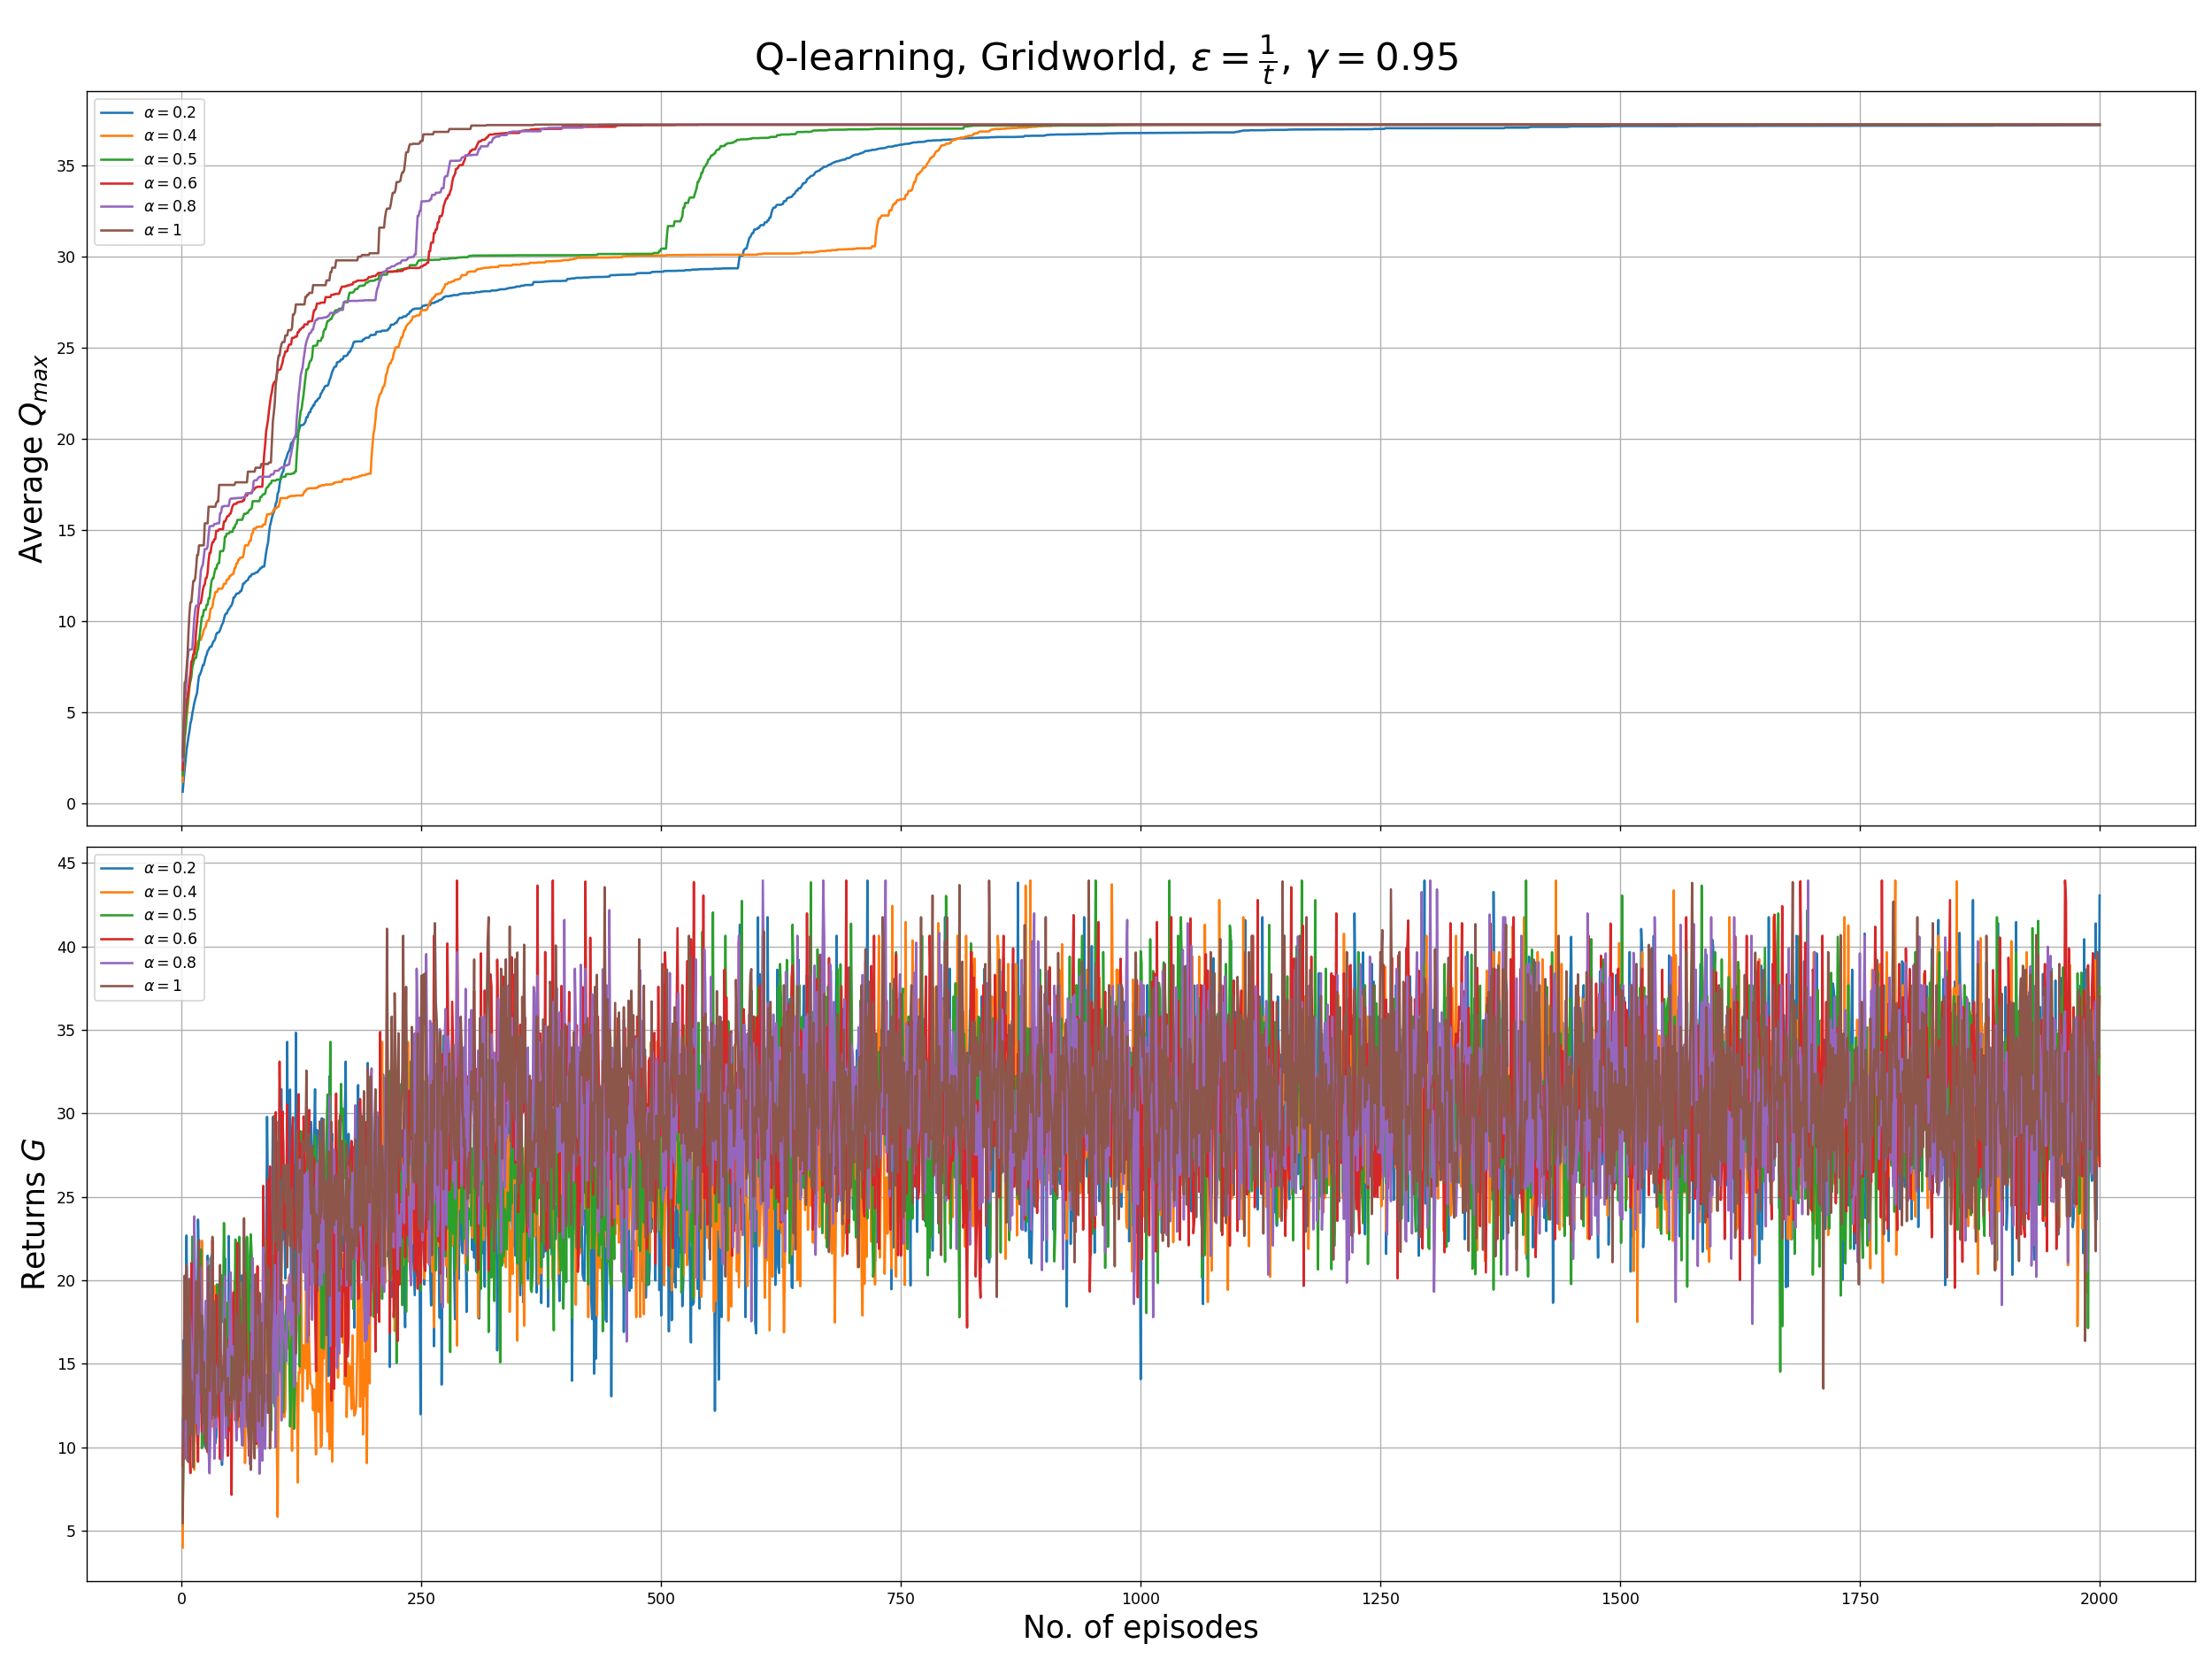 Q-learning, Gridworld, ε = 1/t, γ = 0.95
α = 0.2
α = 0.4
α = 0.5
α = 0.6
α = 0.8
α = 1
35
30
25
20
15
10
5
0
Average Qmax
α = 0.2
α = 0.4
α = 0.5
α = 0.6
α = 0.8
α = 1
45
40
35
30
25
20
15
10
5
Returns G
0 250 500 750 1000 1250 1500 1750 2000
No. of episodes